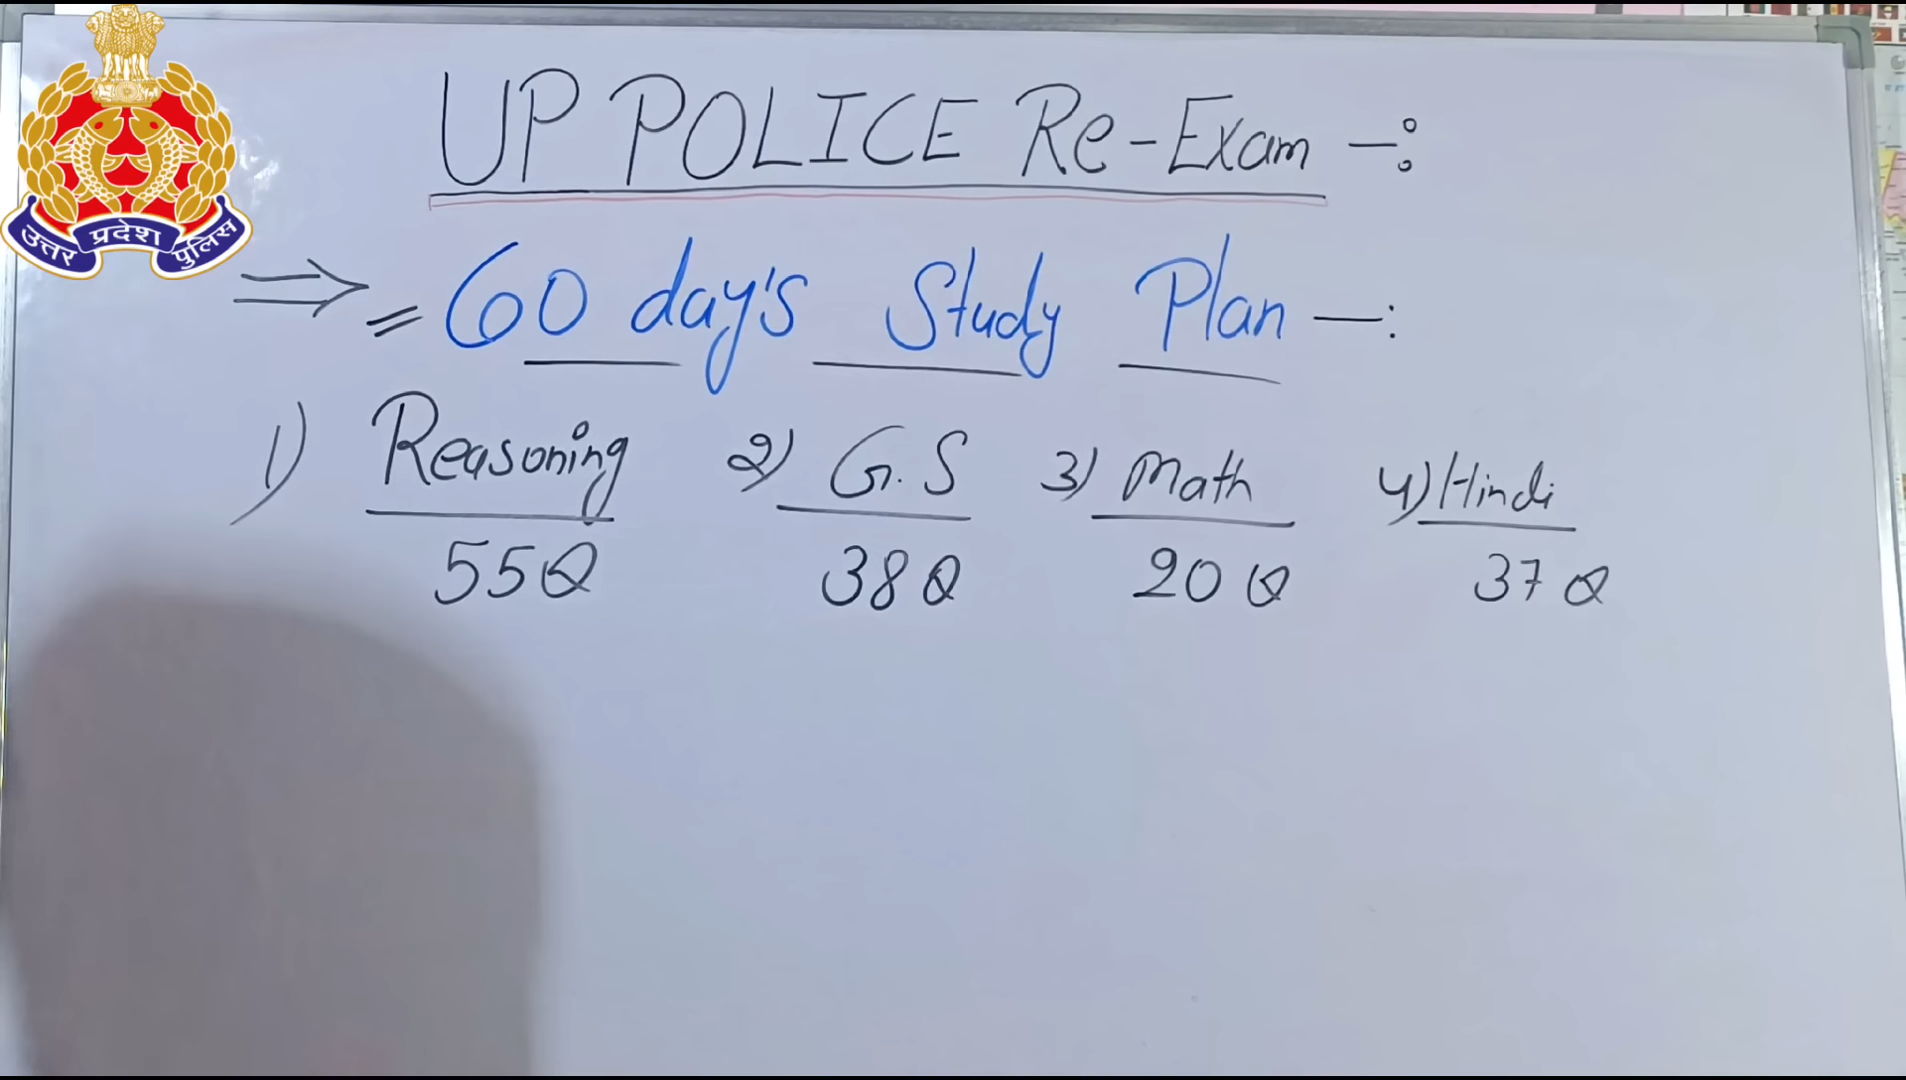 उत्तर प्रदेश पुलिस
UP POLICE Re-Exam -:
⇒ = 60 day's Study Plan -:
1) Reasoning 2) G.S 3) Math 4) Hindi
55Q 38Q 20Q 37Q